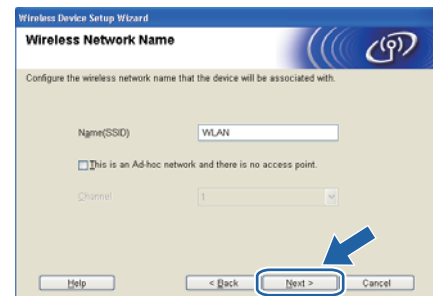 Wireless Device Setup Wizard
Wireless Network Name
Configure the wireless network name that the device will be associated with.
Name(SSID) WLAN
This is an Ad-hoc network and there is no access point.
Channel 1
Help < Back Next > Cancel